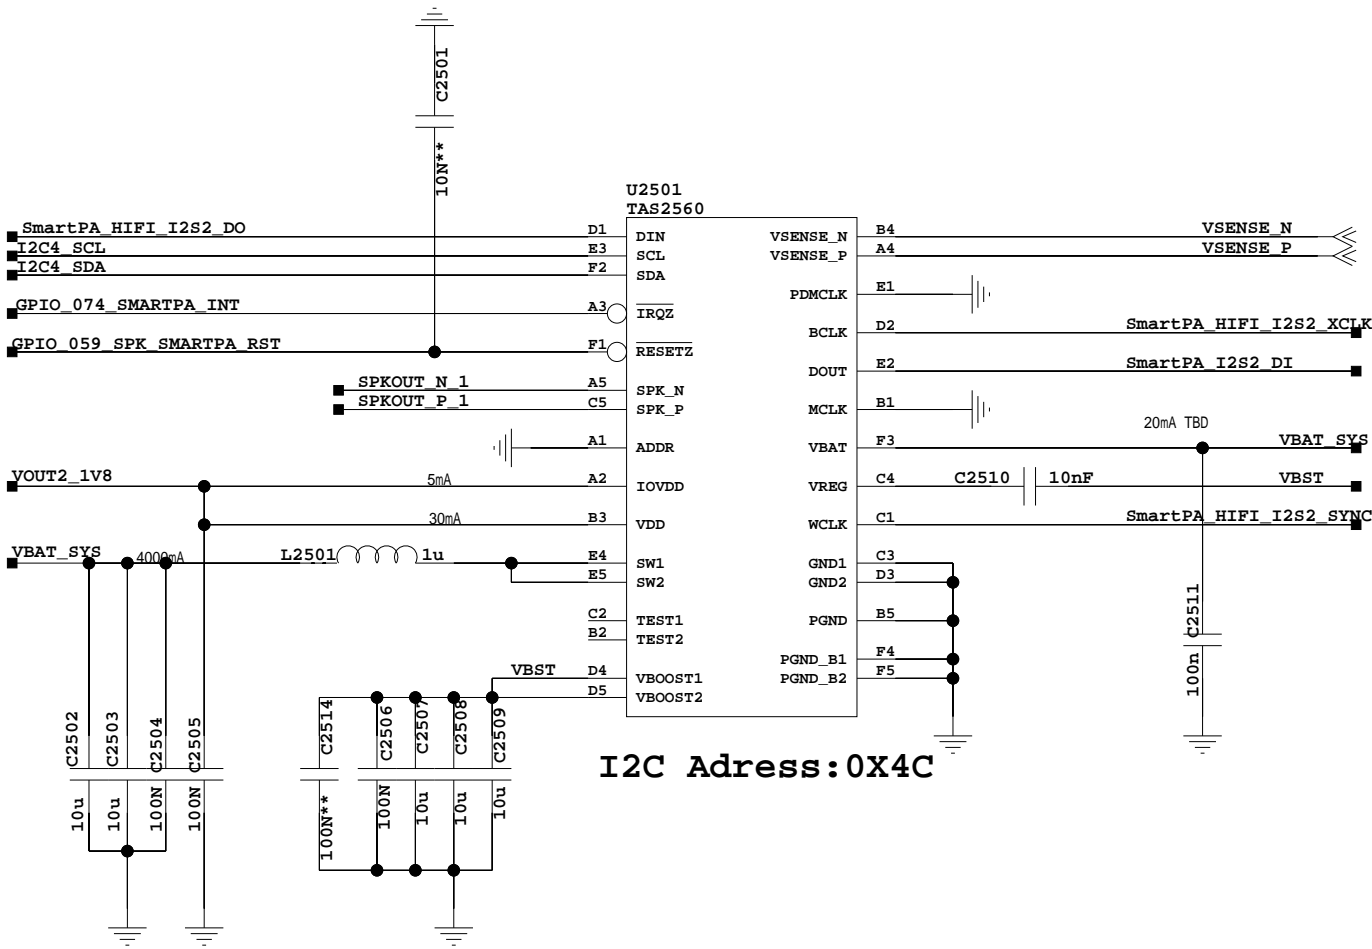 C2501
10N**
U2501
TAS2560
SmartPA_HIFI_I2S2_DO D1 DIN VSENSE_N B4 VSENSE_N
I2C4_SCL E3 SCL VSENSE_P A4 VSENSE_P
I2C4_SDA F2 SDA
PDMCLK E1
GPIO_074_SMARTPA_INT A3 IRQZ
BCLK D2 SmartPA_HIFI_I2S2_XCLK
GPIO_059_SPK_SMARTPA_RST F1 RESETZ
DOUT E2 SmartPA_I2S2_DI
SPKOUT_N_1 A5 SPK_N
SPKOUT_P_1 C5 SPK_P MCLK B1
20mA TBD
A1 ADDR VBAT F3 VBAT_SYS
VOUT2_1V8 5mA A2 IOVDD VREG C4 C2510 10nF VBST
30mA B3 VDD WCLK C1 SmartPA_HIFI_I2S2_SYNC
VBAT_SYS 4000mA L2501 1u E4 SW1 GND1 C3
E5 SW2 GND2 D3
C2 TEST1 PGND B5
B2 TEST2
PGND_B1 F4
VBST D4 VBOOST1 PGND_B2 F5
D5 VBOOST2
C2511
100n
C2502
10u
C2503
10u
C2504
100N
C2505
100N
C2514
100N**
C2506
100N
C2507
10u
C2508
10u
C2509
10u
I2C Adress:0X4C